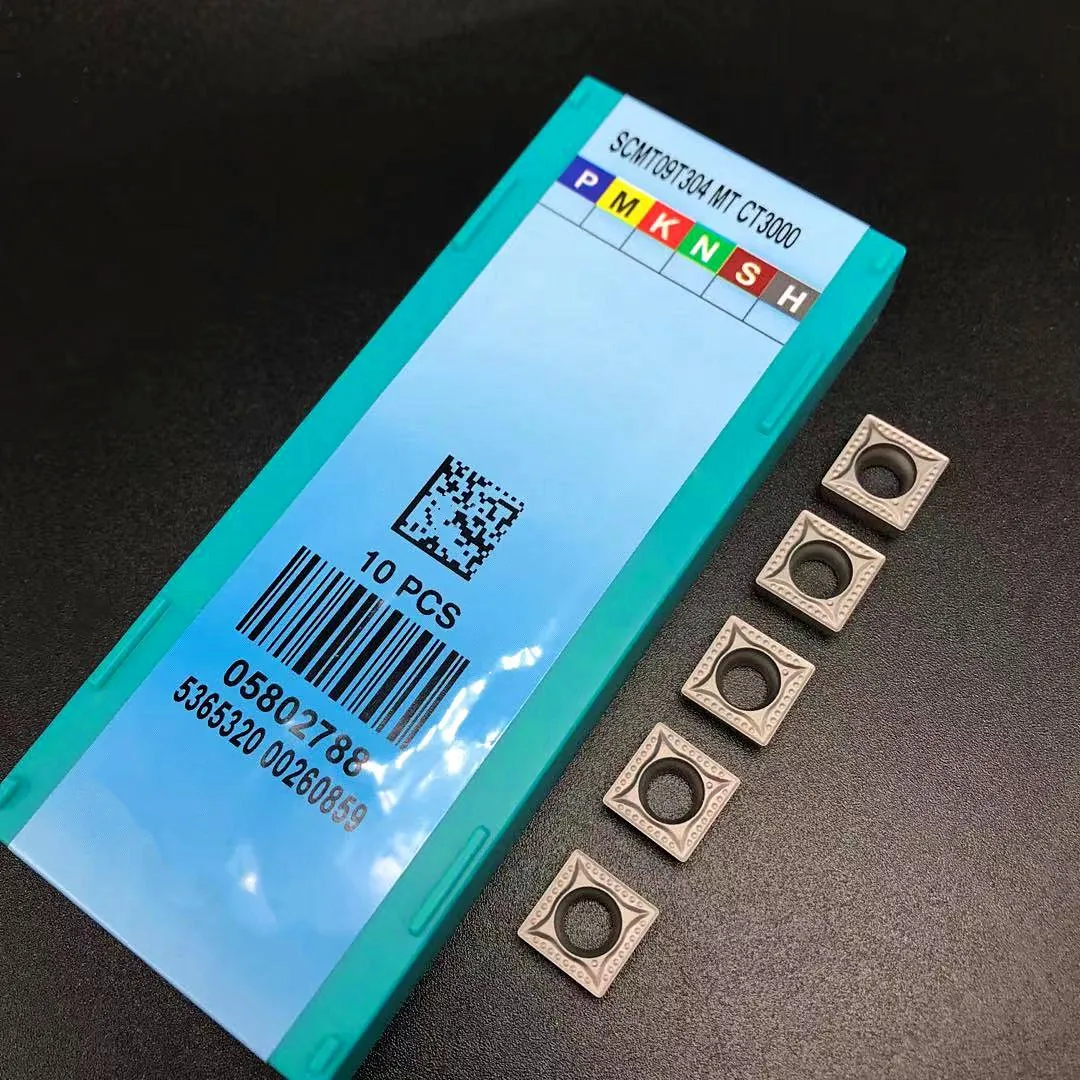 SCMT09T304 MT CT3000
P M K N S H
10 PCS
05802788
5365320 00260859